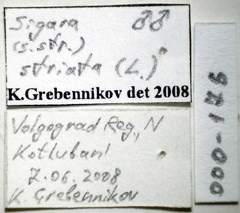 Sigara ♂♂
(s.str.)
striata (L.)
K.Grebennikov det 2008
Volgograd Reg., N
Kotluban'
7.06.2008
K. Grebennikov
000-126